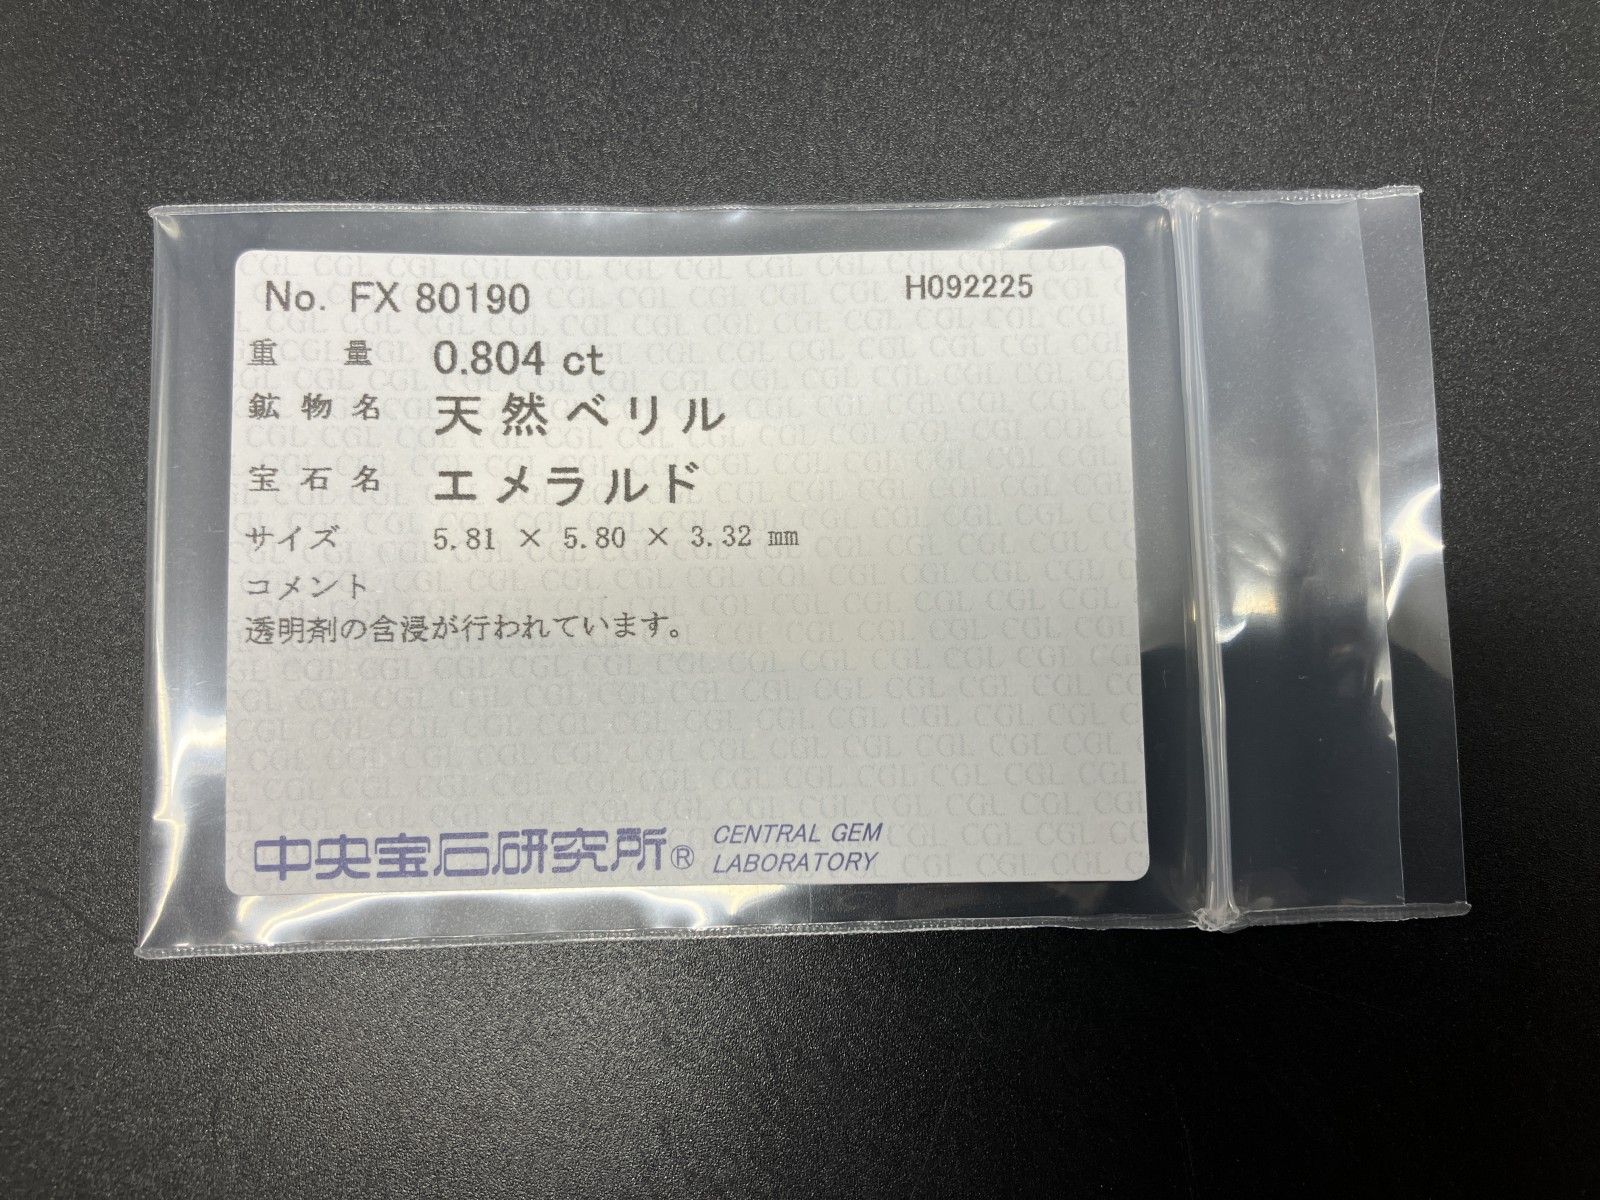 No. FX 80190 H092225
重 量 0.804 ct
鉱 物 名 天 然 ベ リ ル
宝 石 名 エ メ ラ ル ド
サイズ 5.81 × 5.80 × 3.32 mm
コメント
透明剤の含浸が行われています。
中央宝石研究所® CENTRAL GEM
LABORATORY